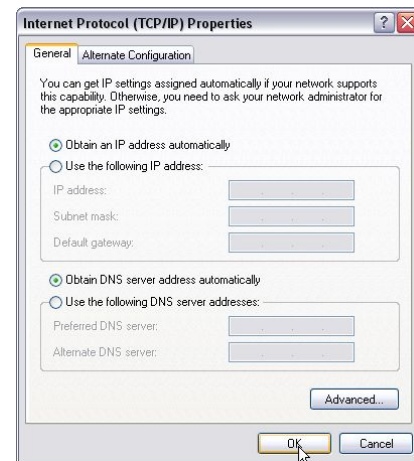 Internet Protocol (TCP/IP) Properties
General
Alternate Configuration
You can get IP settings assigned automatically if your network supports
this capability. Otherwise, you need to ask your network administrator for
the appropriate IP settings.
Obtain an IP address automatically
Use the following IP address:
IP address:
Subnet mask:
Default gateway:
Obtain DNS server address automatically
Use the following DNS server addresses:
Preferred DNS server:
Alternate DNS server:
Advanced...
OK
Cancel